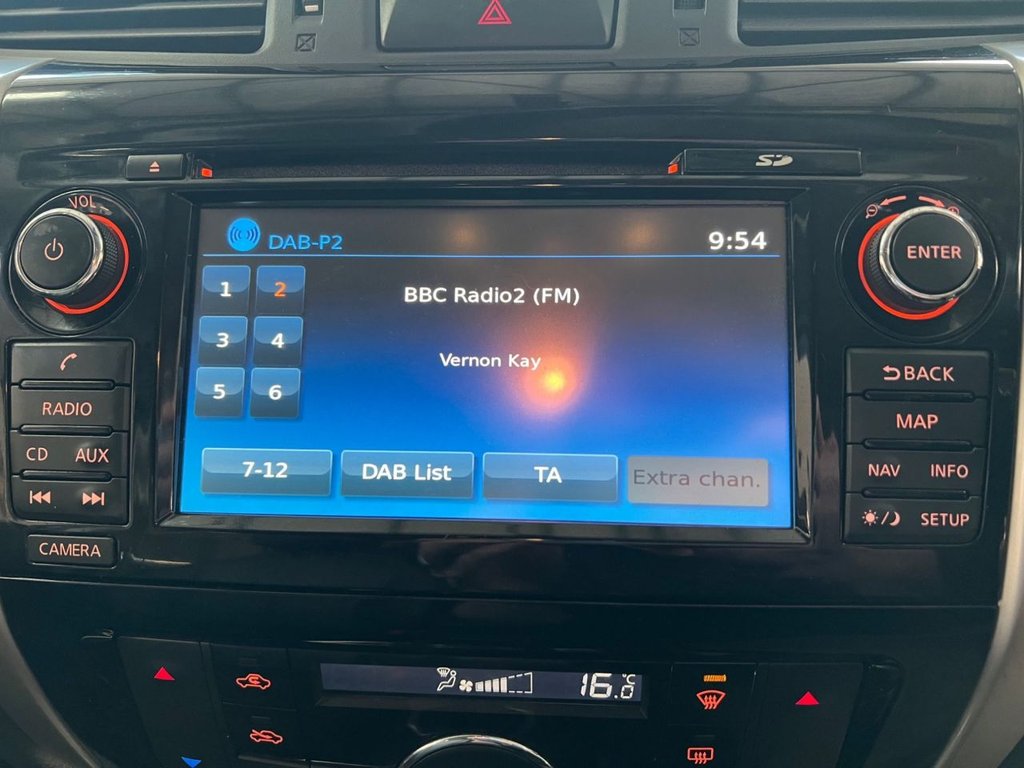 SD
VOL
DAB-P2
9:54
ENTER
1 2
BBC Radio2 (FM)
3 4
Vernon Kay
BACK
RADIO
5 6
MAP
CD AUX
7-12 DAB List TA Extra chan.
NAV INFO
SETUP
CAMERA
16.0 °C